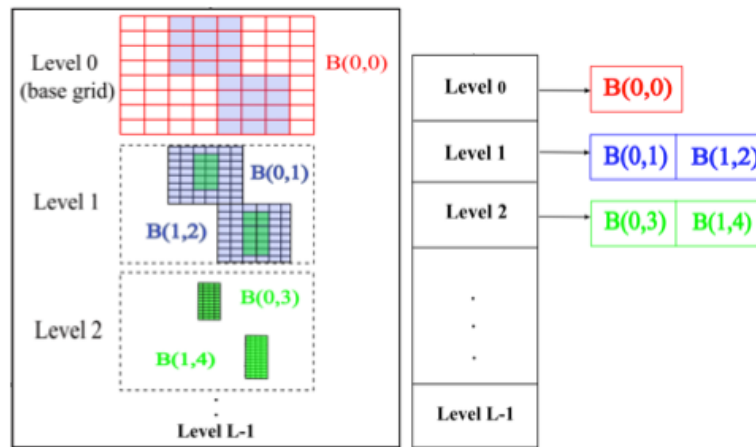 Level 0
(base grid)
B(0,0)
Level 1
B(0,1)
B(1,2)
Level 2
B(0,3)
B(1,4)
.
.
Level L-1
Level 0
B(0,0)
Level 1
B(0,1) B(1,2)
Level 2
B(0,3) B(1,4)
.
.
.
Level L-1